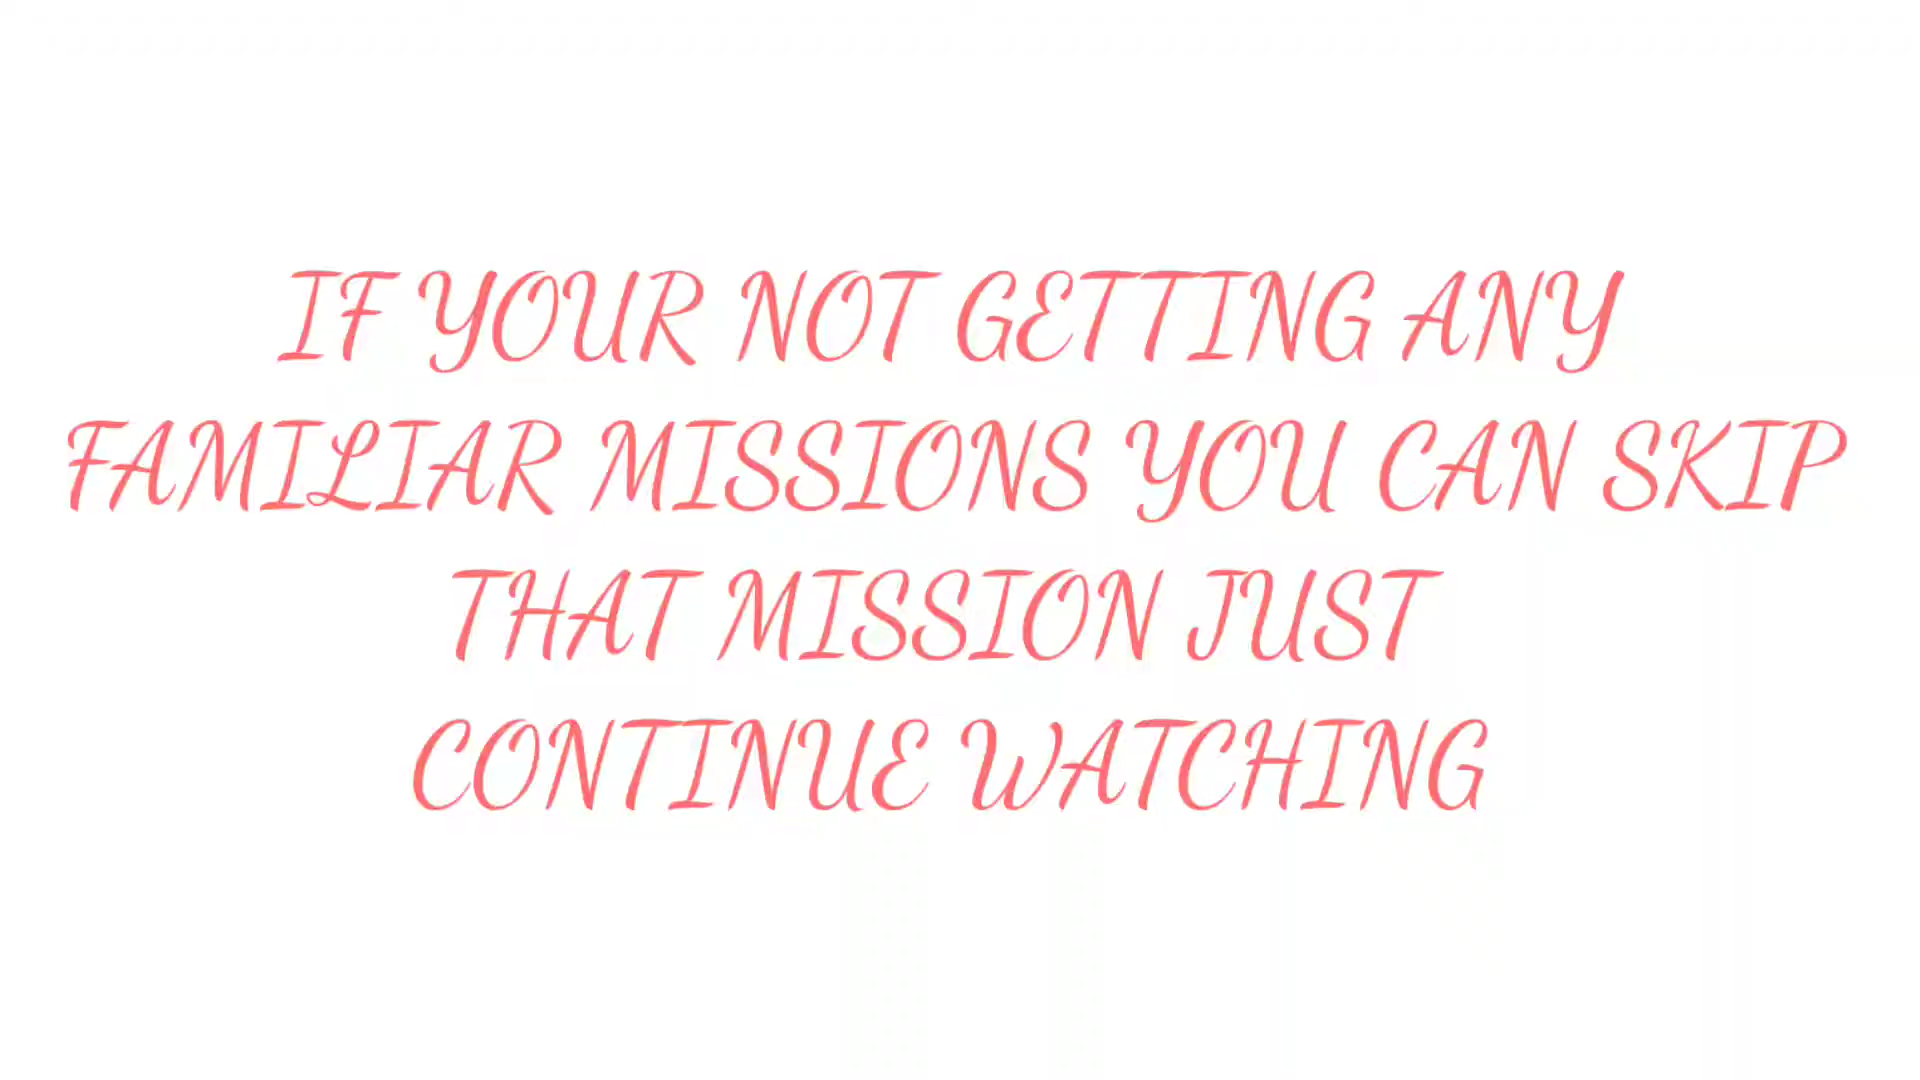 IF YOUR NOT GETTING ANY
FAMILIAR MISSIONS YOU CAN SKIP
THAT MISSION JUST
CONTINUE WATCHING